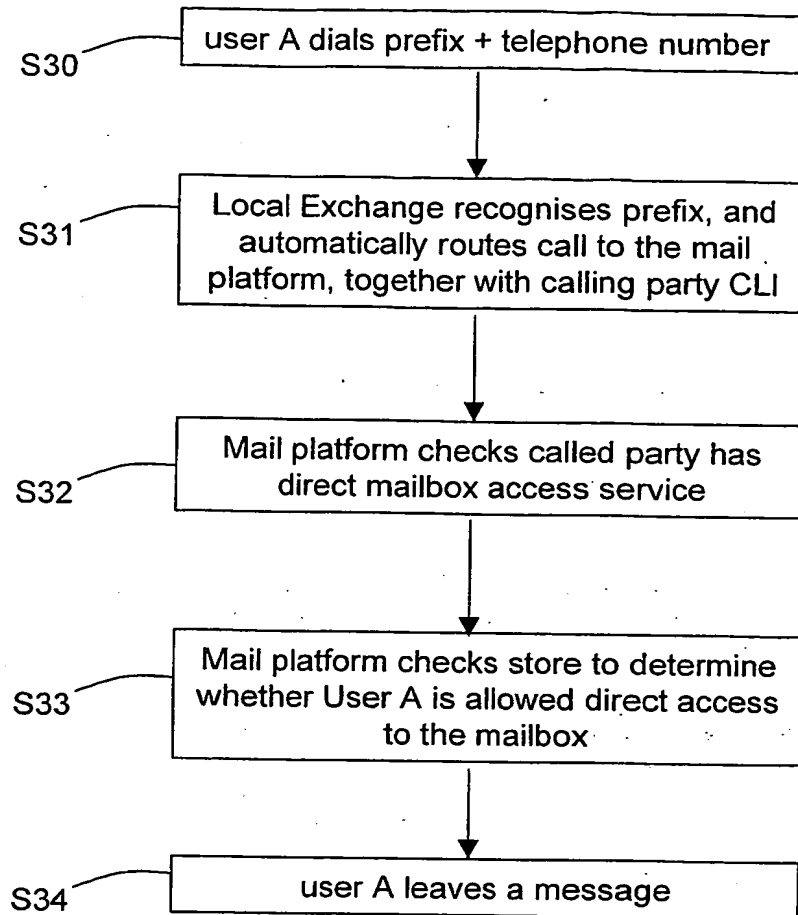 user A dials prefix + telephone number
S30
Local Exchange recognises prefix, and
automatically routes call to the mail
platform, together with calling party CLI
S31
Mail platform checks called party has
direct mailbox access service
S32
Mail platform checks store to determine
whether User A is allowed direct access
to the mailbox
S33
user A leaves a message
S34